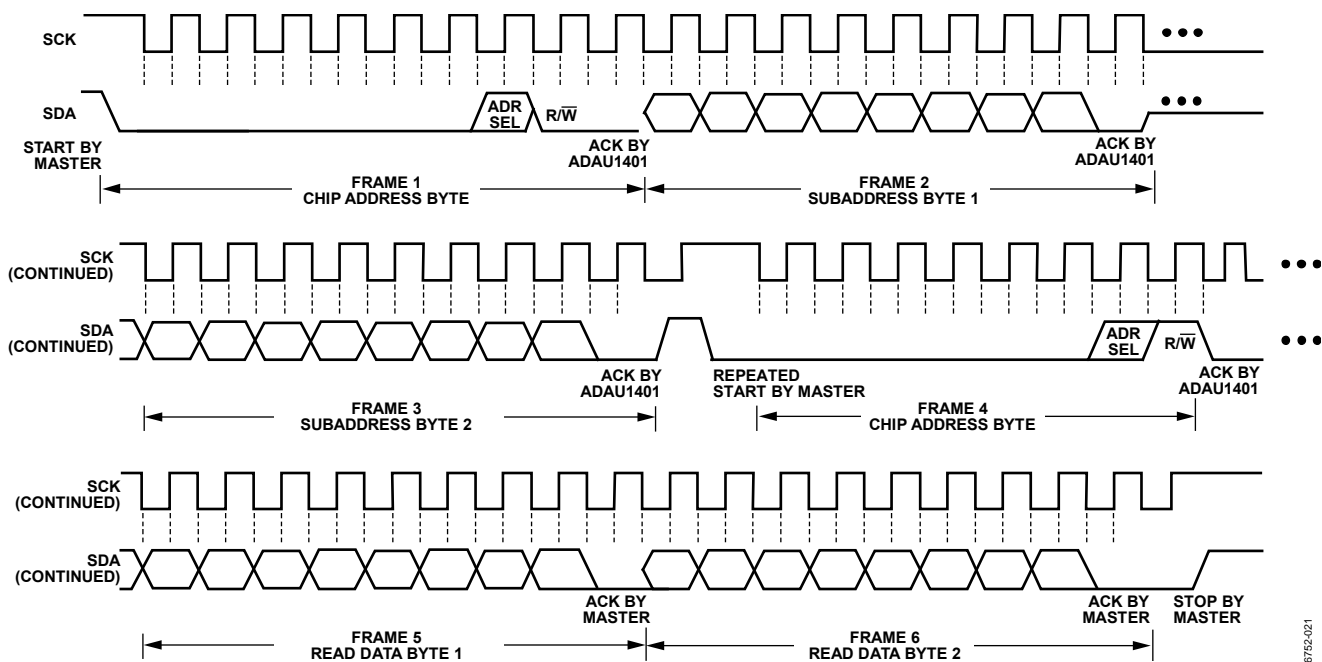 SCK
SDA
ADR
SEL
R/W̅
START BY
MASTER
ACK BY
ADAU1401
ACK BY
ADAU1401
FRAME 1
CHIP ADDRESS BYTE
FRAME 2
SUBADDRESS BYTE 1
SCK
(CONTINUED)
SDA
(CONTINUED)
ADR
SEL
R/W̅
ACK BY
ADAU1401
REPEATED
START BY MASTER
ACK BY
ADAU1401
FRAME 3
SUBADDRESS BYTE 2
FRAME 4
CHIP ADDRESS BYTE
SCK
(CONTINUED)
SDA
(CONTINUED)
ACK BY
MASTER
ACK BY
MASTER
STOP BY
MASTER
FRAME 5
READ DATA BYTE 1
FRAME 6
READ DATA BYTE 2
6752-021